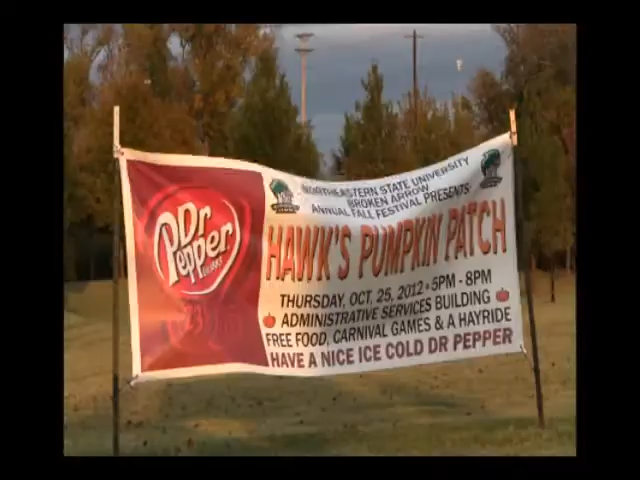 Dr
Pepper
23
NORTHEASTERN STATE UNIVERSITY
BROKEN ARROW
ANNUAL FALL FESTIVAL PRESENTS:
HAWK'S PUMPKIN PATCH
THURSDAY, OCT, 25, 2012 • 5PM - 8PM
ADMINISTRATIVE SERVICES BUILDING
FREE FOOD, CARNIVAL GAMES & A HAYRIDE
HAVE A NICE ICE COLD DR PEPPER